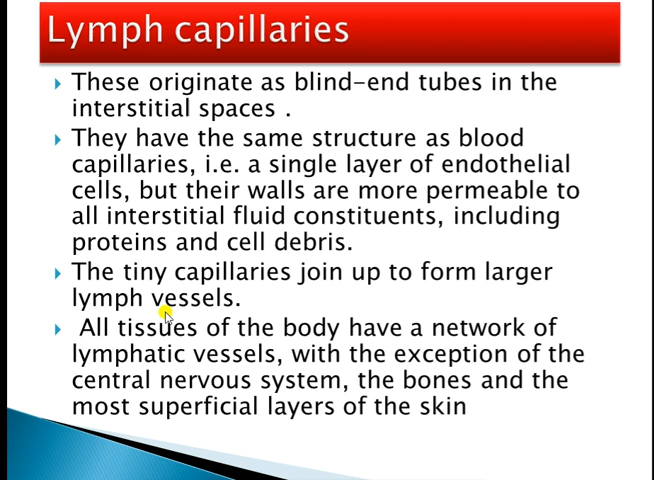 Lymph capillaries
These originate as blind-end tubes in the
interstitial spaces .
They have the same structure as blood
capillaries, i.e. a single layer of endothelial
cells, but their walls are more permeable to
all interstitial fluid constituents, including
proteins and cell debris.
The tiny capillaries join up to form larger
lymph vessels.
All tissues of the body have a network of
lymphatic vessels, with the exception of the
central nervous system, the bones and the
most superficial layers of the skin